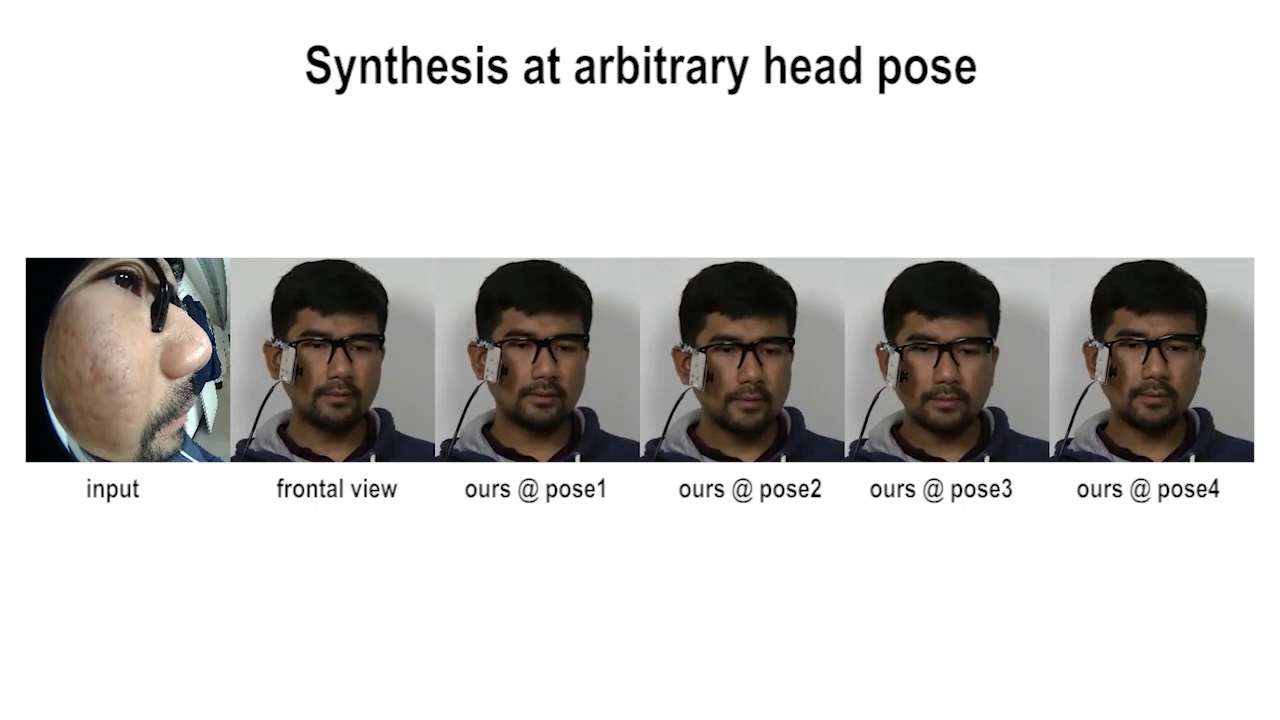 Synthesis at arbitrary head pose
input
frontal view
ours @ pose1
ours @ pose2
ours @ pose3
ours @ pose4